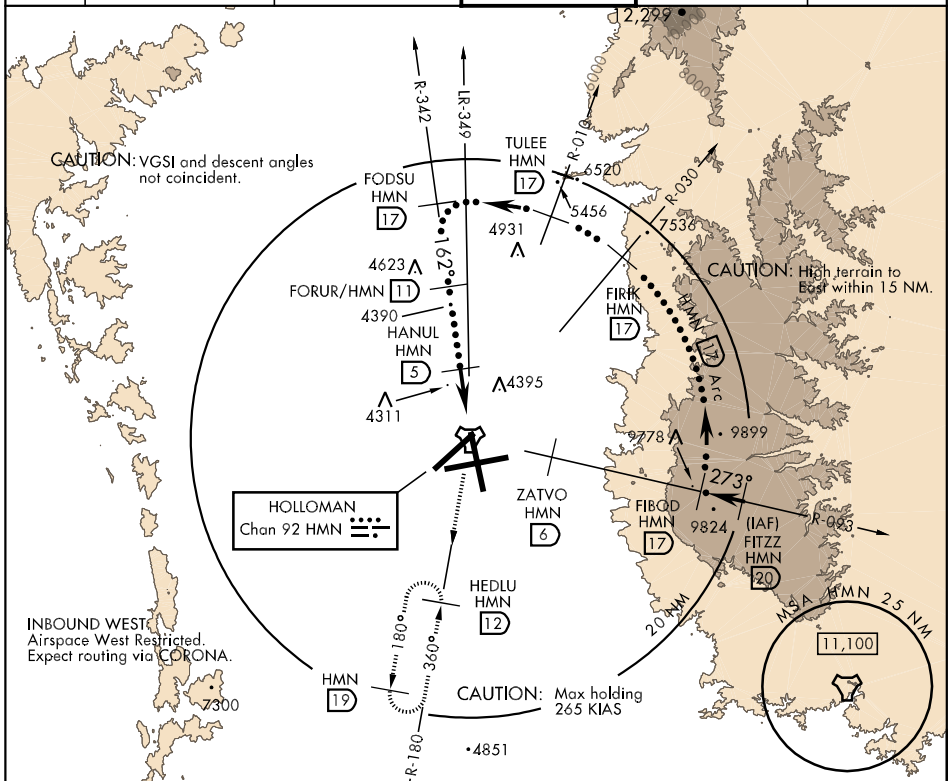 12,299
10,000
8000
6000
R-342
LR-349
R-010
R-030
CAUTION: VGSI and descent angles
not coincident.
TULEE
HMN
17
6520
5456
7536
FODSU
HMN
17
4931
162°
4623
FORUR/HMN 11
4390
HANUL
HMN
5
4311
4395
CAUTION: High terrain to
East within 15 NM.
FIRIK
HMN
17
HMN 17 Arc
9778
9899
273°
R-093
HOLLOMAN
Chan 92 HMN
ZATVO
HMN
6
FIBOD
HMN
17
9824
(IAF)
FITZZ
HMN
20
20 NM
HEDLU
HMN
12
180°
360°
INBOUND WEST:
Airspace West Restricted.
Expect routing via CORONA.
7300
HMN
19
CAUTION: Max holding
265 KIAS
R-180
4851
MSA HMN 25 NM
11,100